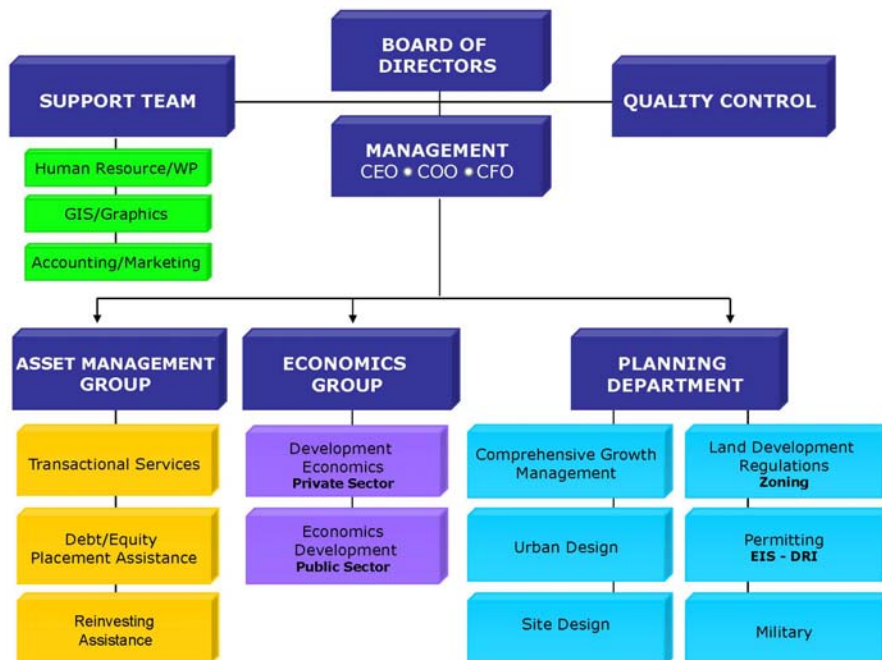 BOARD OF
DIRECTORS
SUPPORT TEAM
QUALITY CONTROL
MANAGEMENT
CEO • COO • CFO
Human Resource/WP
GIS/Graphics
Accounting/Marketing
ASSET MANAGEMENT
GROUP
ECONOMICS
GROUP
PLANNING
DEPARTMENT
Transactional Services
Debt/Equity
Placement Assistance
Reinvesting
Assistance
Development
Economics
Private Sector
Economics
Development
Public Sector
Comprehensive Growth
Management
Urban Design
Site Design
Land Development
Regulations
Zoning
Permitting
EIS - DRI
Military